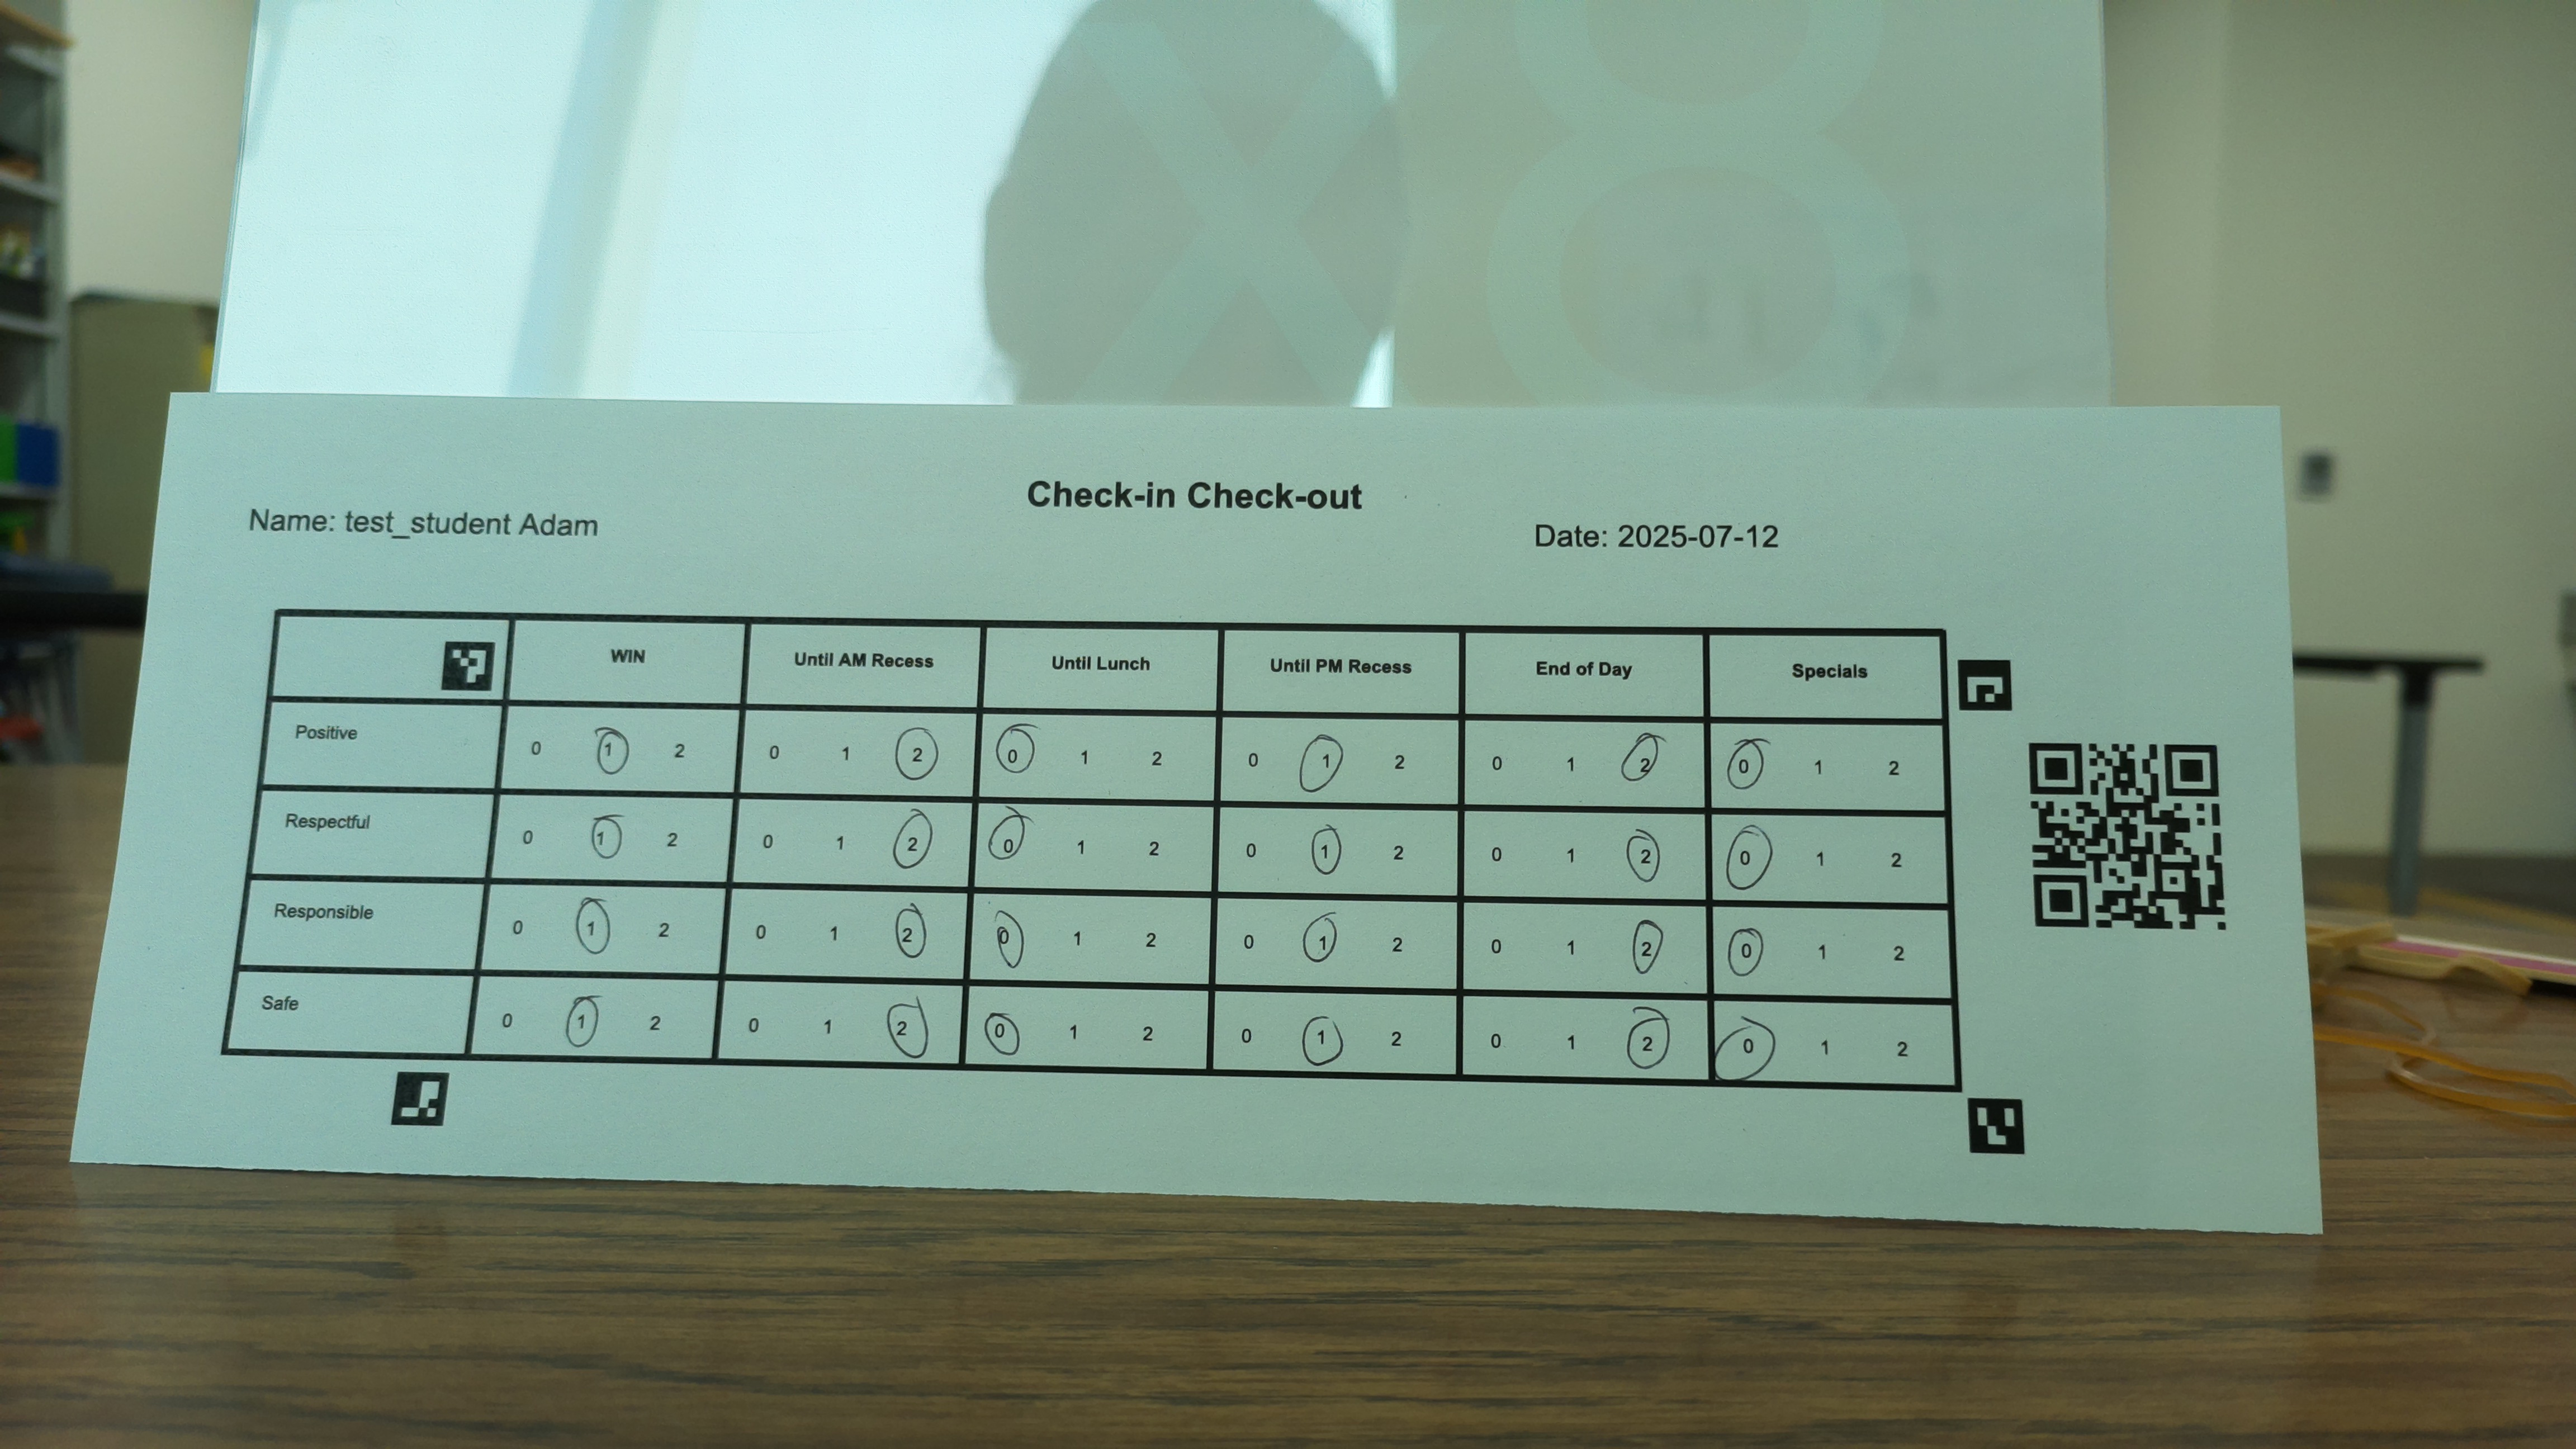 Check-in Check-out
Name: test_student Adam
Date: 2025-07-12
WIN Until AM Recess Until Lunch Until PM Recess End of Day Specials
Positive 0 1 2 0 1 2 0 1 2 0 1 2 0 1 2 0 1 2
Respectful 0 1 2 0 1 2 0 1 2 0 1 2 0 1 2 0 1 2
Responsible 0 1 2 0 1 2 0 1 2 0 1 2 0 1 2 0 1 2
Safe 0 1 2 0 1 2 0 1 2 0 1 2 0 1 2 0 1 2